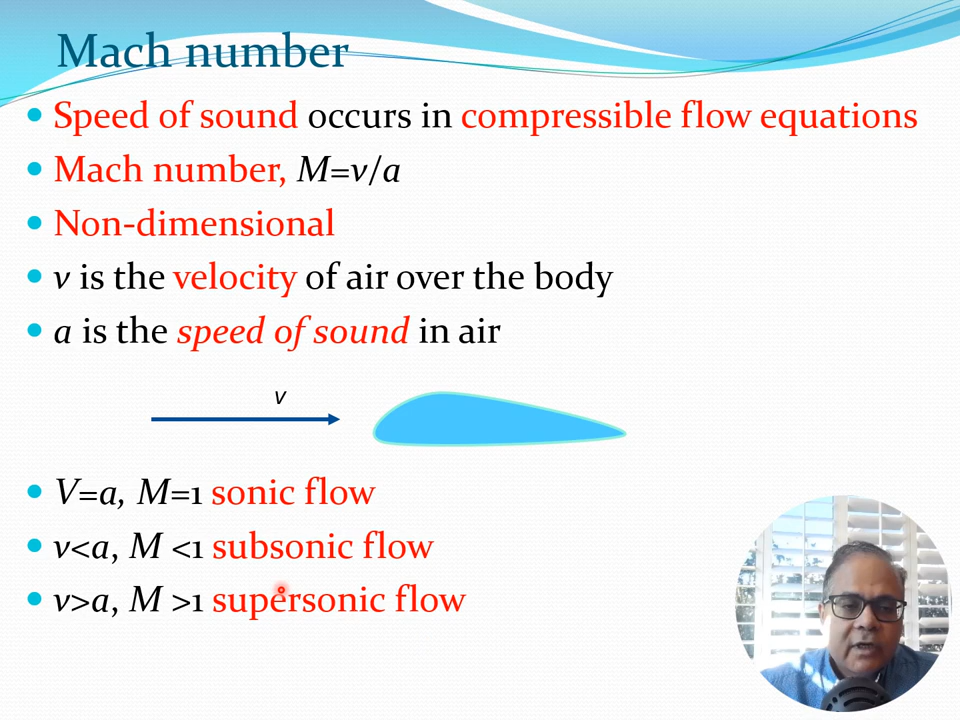 Mach number
Speed of sound occurs in compressible flow equations
Mach number, M=v/a
Non-dimensional
v is the velocity of air over the body
a is the speed of sound in air
v
V=a, M=1 sonic flow
v<a, M <1 subsonic flow
v>a, M >1 supersonic flow